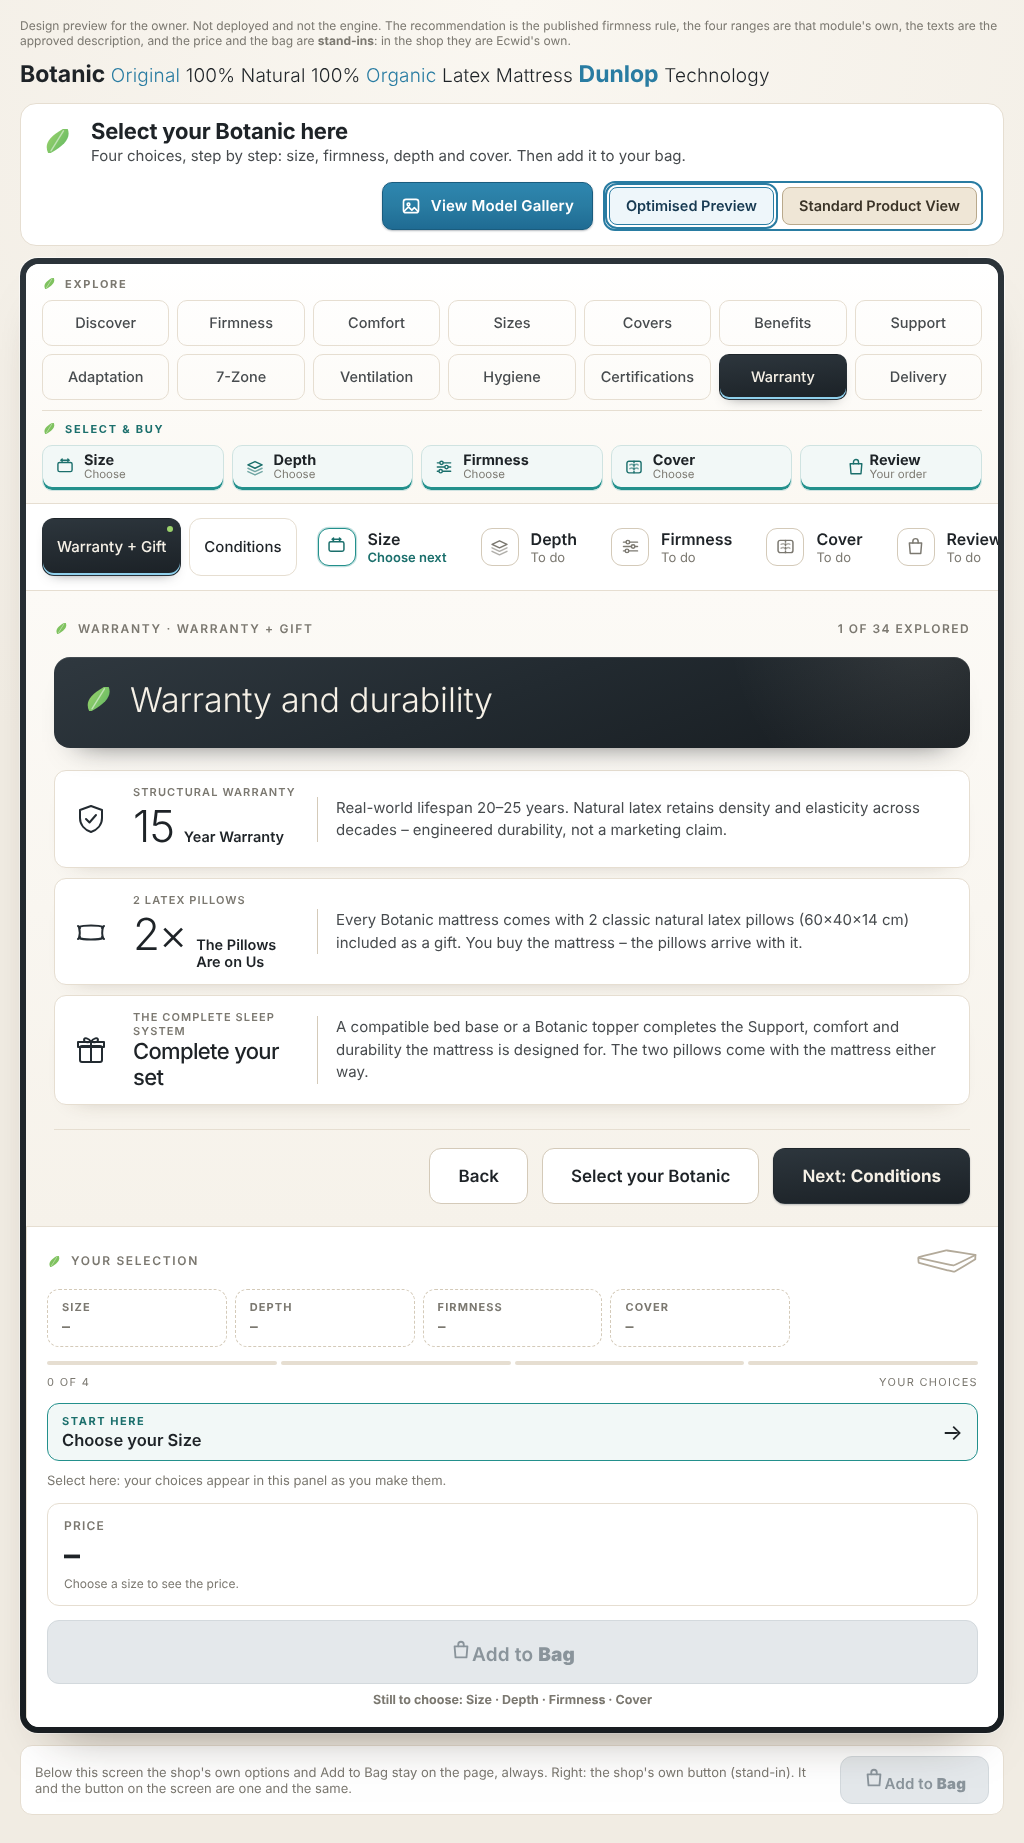 Design preview for the owner. Not deployed and not the engine. The recommendation is the published firmness rule, the four ranges are that module's own, the texts are the
approved description, and the price and the bag are stand-ins: in the shop they are Ecwid's own.
Botanic Original 100% Natural 100% Organic Latex Mattress Dunlop Technology
Select your Botanic here
Four choices, step by step: size, firmness, depth and cover. Then add it to your bag.
View Model Gallery
Optimised Preview
Standard Product View
EXPLORE
Discover
Firmness
Comfort
Sizes
Covers
Benefits
Support
Adaptation
7-Zone
Ventilation
Hygiene
Certifications
Warranty
Delivery
SELECT & BUY
Size
Choose
Depth
Choose
Firmness
Choose
Cover
Choose
Review
Your order
Warranty + Gift
Conditions
Size
Choose next
Depth
To do
Firmness
To do
Cover
To do
Review
To do
WARRANTY · WARRANTY + GIFT
1 OF 34 EXPLORED
Warranty and durability
STRUCTURAL WARRANTY
15 Year Warranty
Real-world lifespan 20–25 years. Natural latex retains density and elasticity across
decades – engineered durability, not a marketing claim.
2 LATEX PILLOWS
2× The Pillows
Are on Us
Every Botanic mattress comes with 2 classic natural latex pillows (60×40×14 cm)
included as a gift. You buy the mattress – the pillows arrive with it.
THE COMPLETE SLEEP
SYSTEM
Complete your
set
A compatible bed base or a Botanic topper completes the Support, comfort and
durability the mattress is designed for. The two pillows come with the mattress either
way.
Back
Select your Botanic
Next: Conditions
YOUR SELECTION
SIZE
–
DEPTH
–
FIRMNESS
–
COVER
–
0 OF 4
YOUR CHOICES
START HERE
Choose your Size
→
Select here: your choices appear in this panel as you make them.
PRICE
–
Choose a size to see the price.
Add to Bag
Still to choose: Size · Depth · Firmness · Cover
Below this screen the shop's own options and Add to Bag stay on the page, always. Right: the shop's own button (stand-in). It
and the button on the screen are one and the same.
Add to Bag